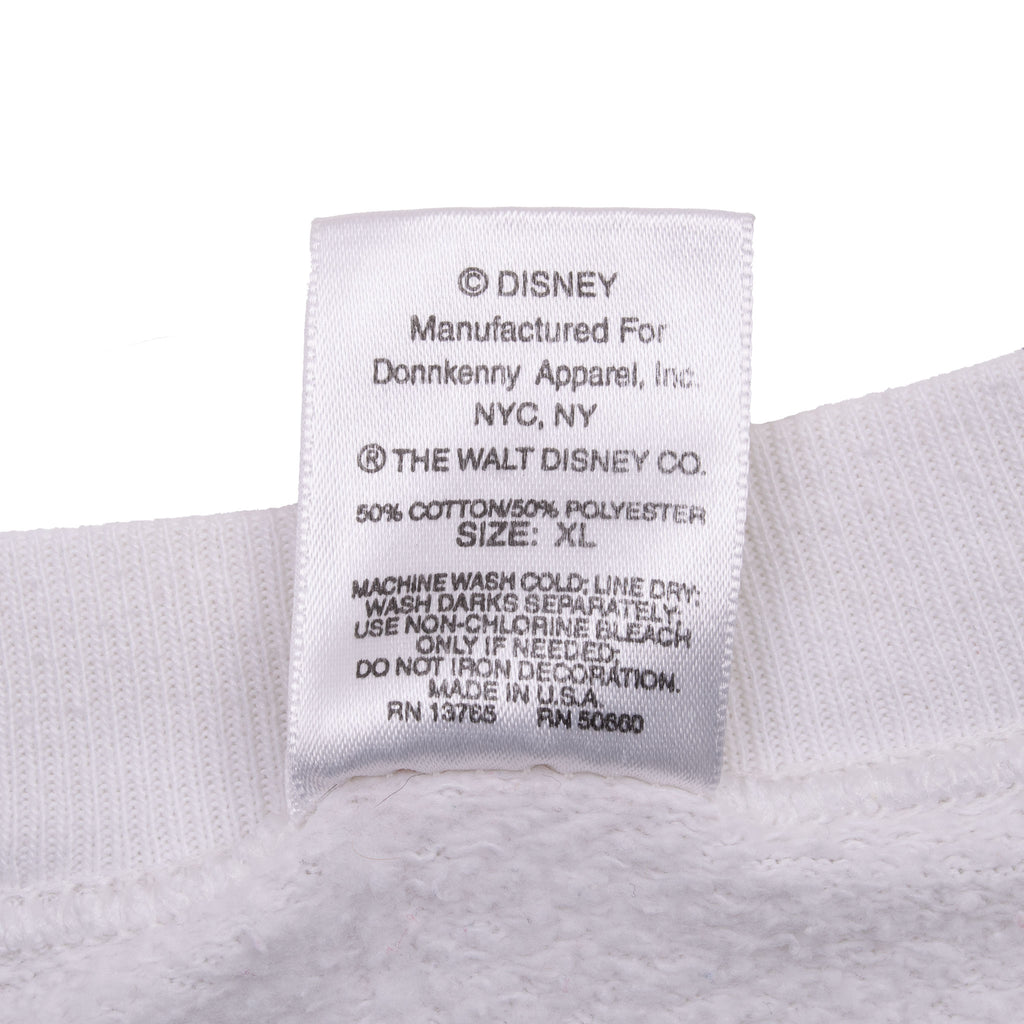 © DISNEY
Manufactured For
Donnkenny Apparel, Inc.
NYC, NY
® THE WALT DISNEY CO.
50% COTTON/50% POLYESTER
SIZE: XL
MACHINE WASH COLD; LINE DRY;
WASH DARKS SEPARATELY;
USE NON-CHLORINE BLEACH
ONLY IF NEEDED;
DO NOT IRON DECORATION.
MADE IN U.S.A.
RN 13765 RN 50660